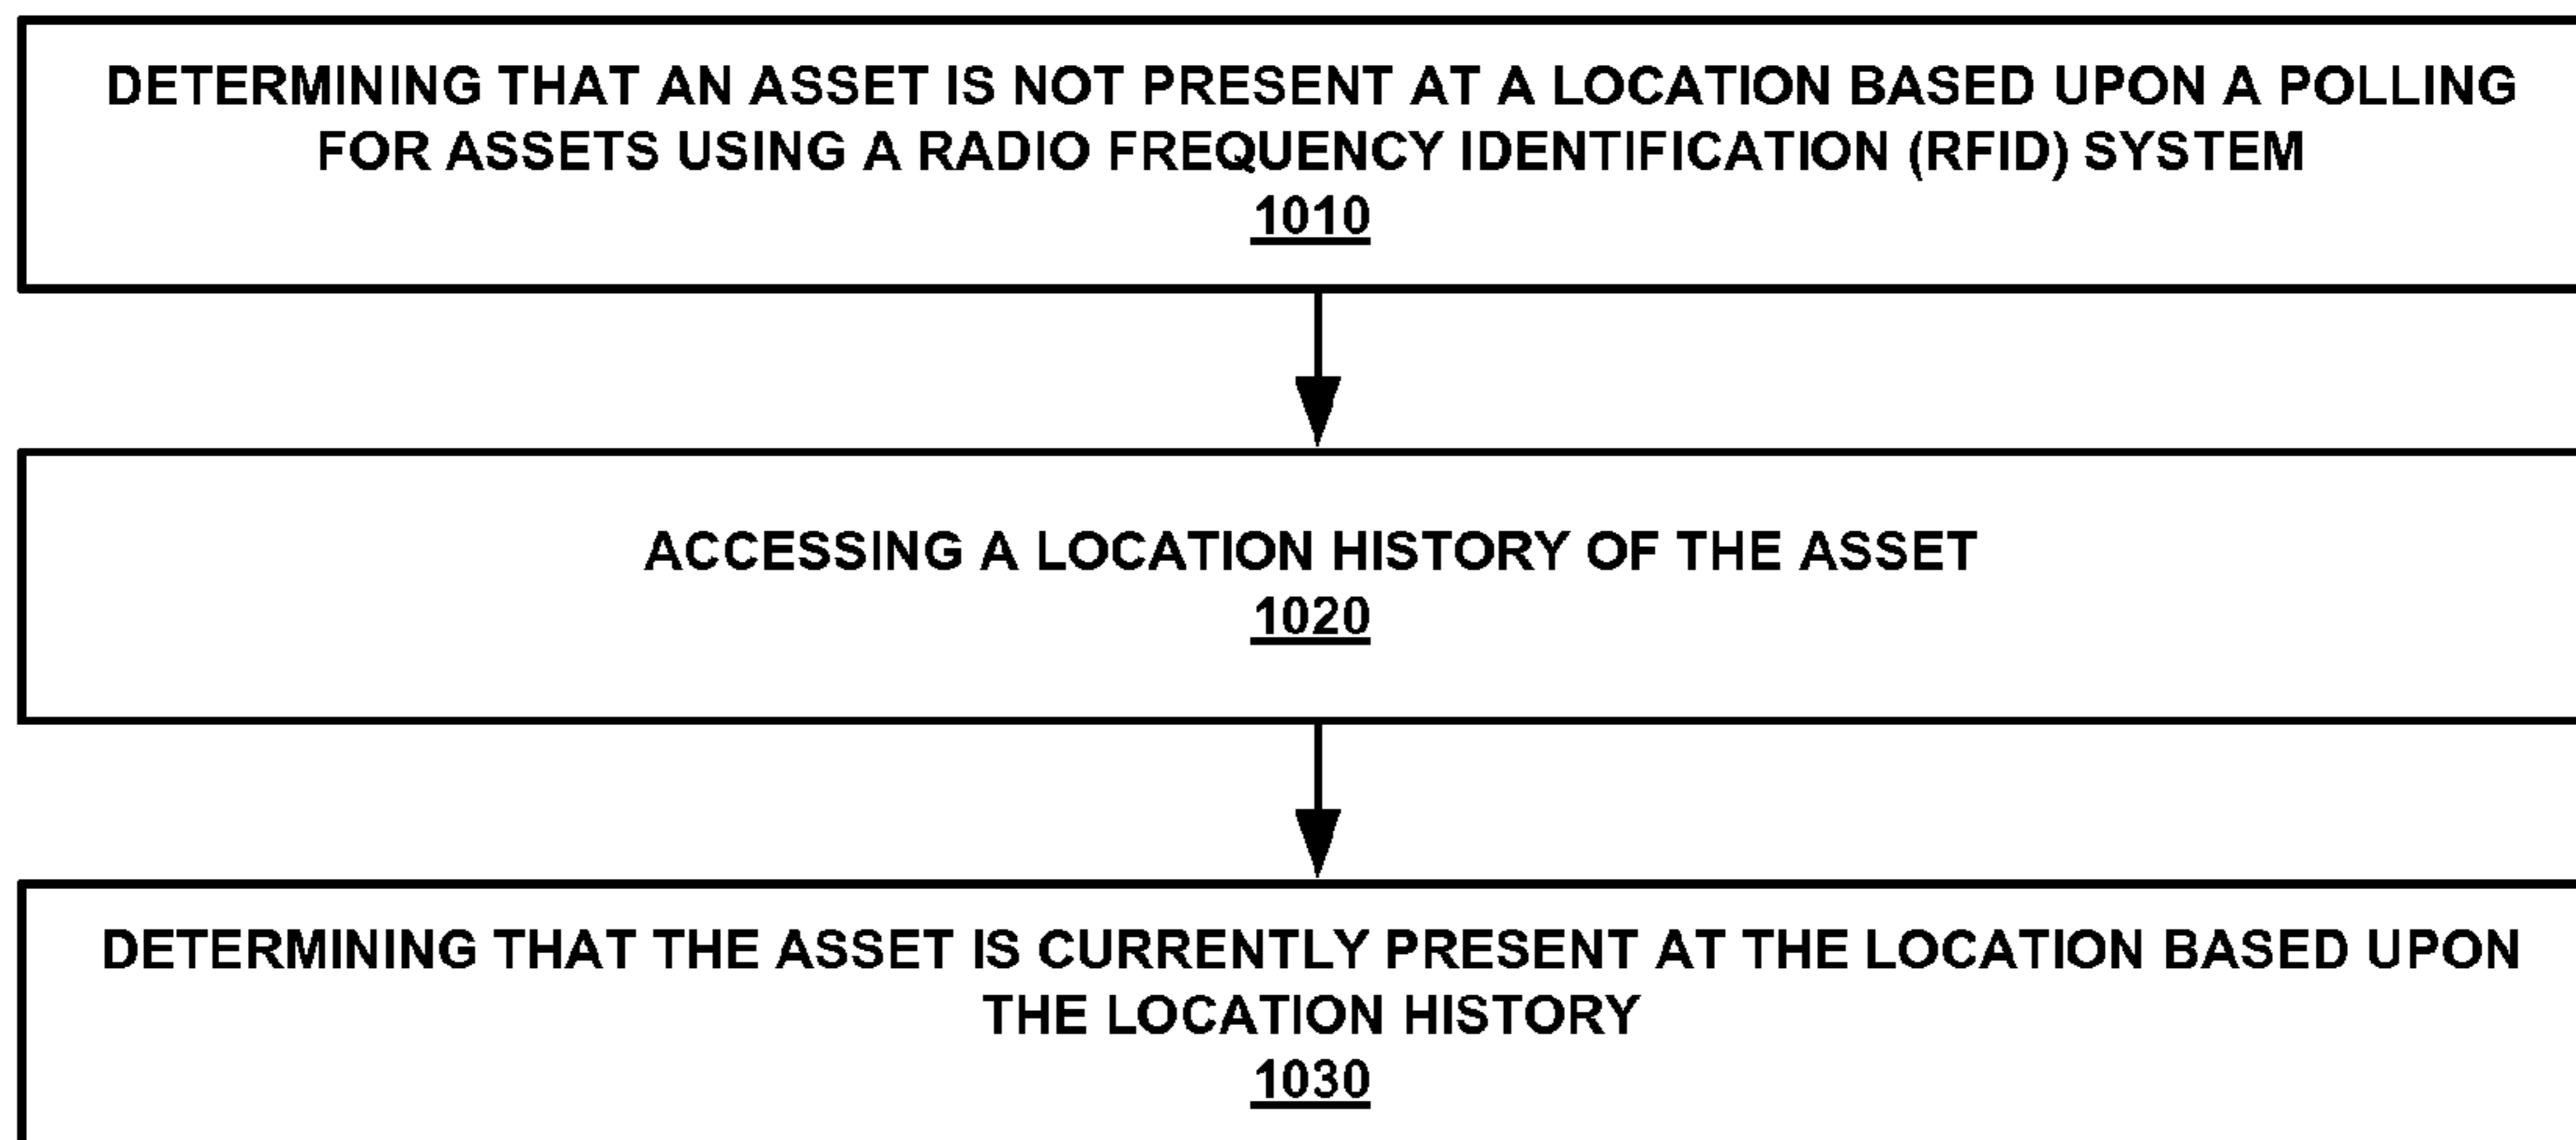 DETERMINING THAT AN ASSET IS NOT PRESENT AT A LOCATION BASED UPON A POLLING
FOR ASSETS USING A RADIO FREQUENCY IDENTIFICATION (RFID) SYSTEM
1010
ACCESSING A LOCATION HISTORY OF THE ASSET
1020
DETERMINING THAT THE ASSET IS CURRENTLY PRESENT AT THE LOCATION BASED UPON
THE LOCATION HISTORY
1030